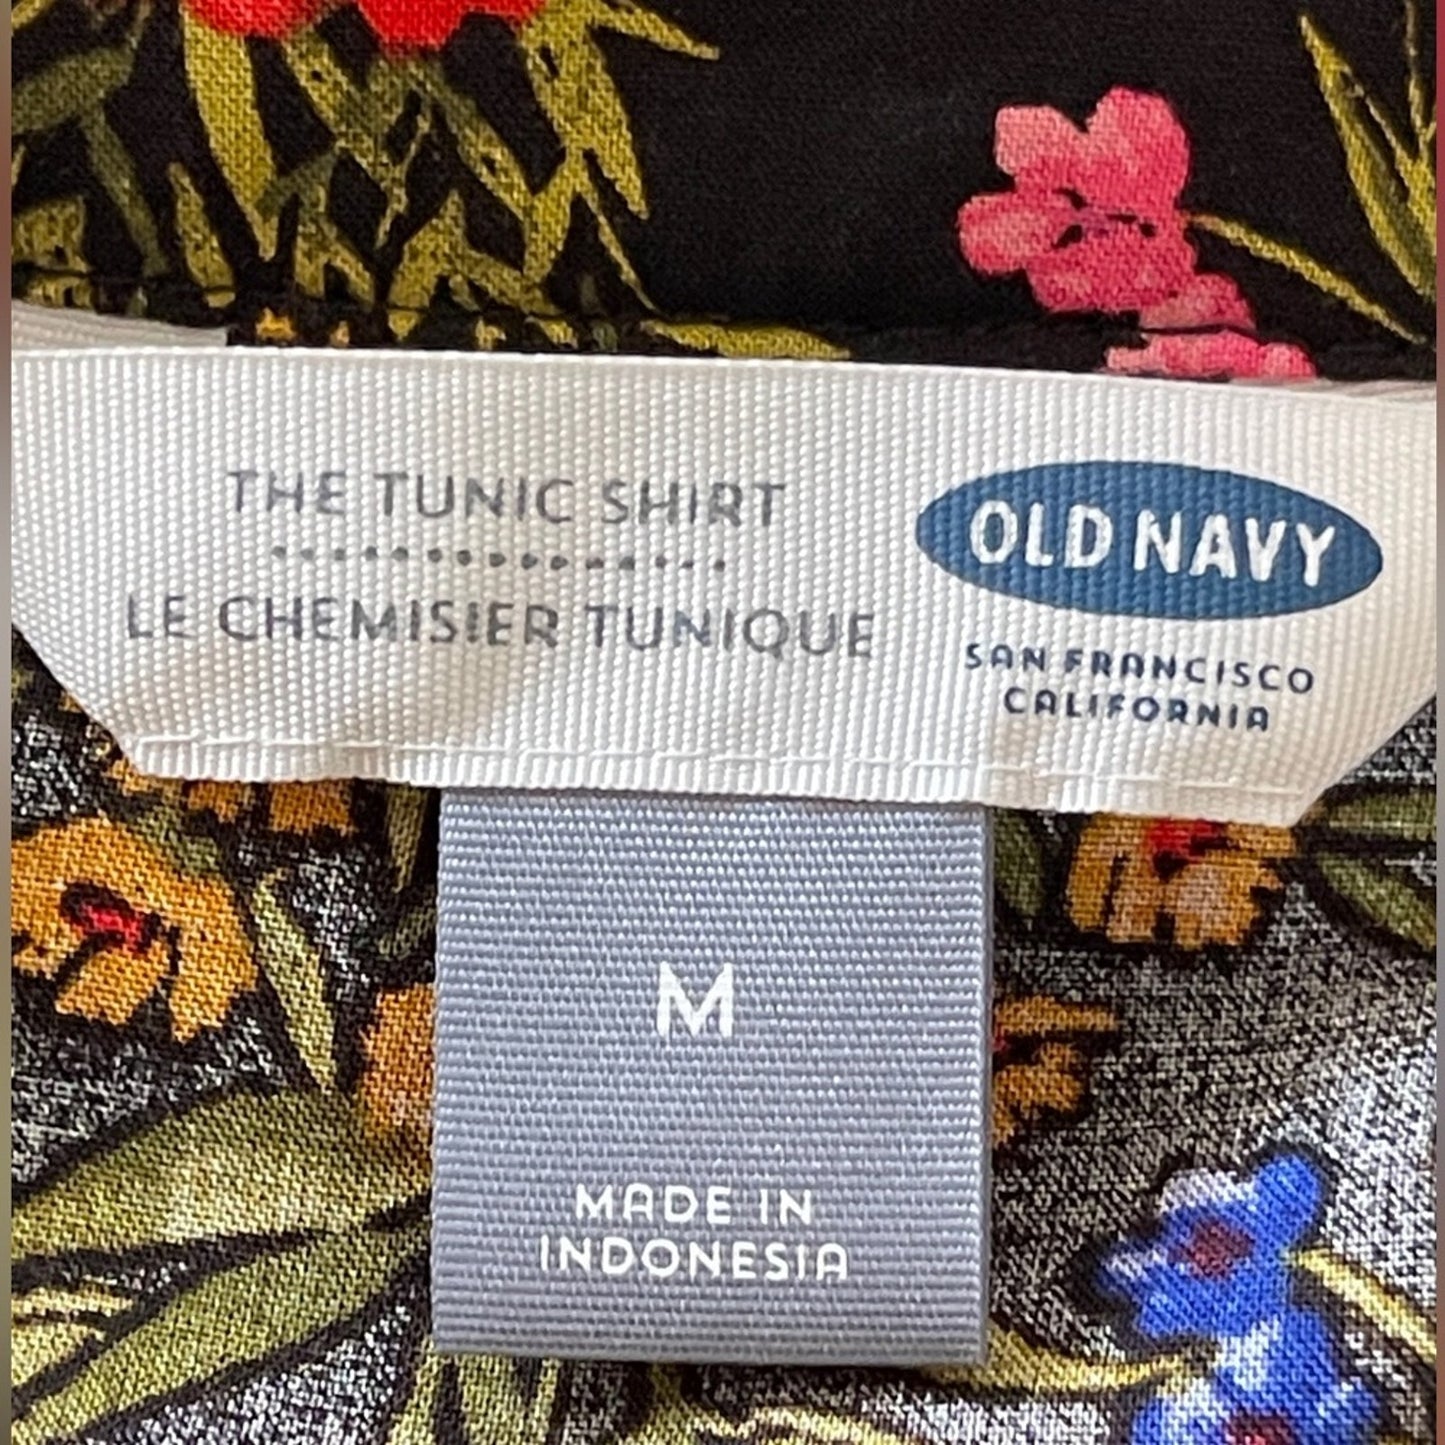 THE TUNIC SHIRT
LE CHEMISIER TUNIQUE
OLD NAVY
SAN FRANCISCO
CALIFORNIA
M
MADE IN
INDONESIA